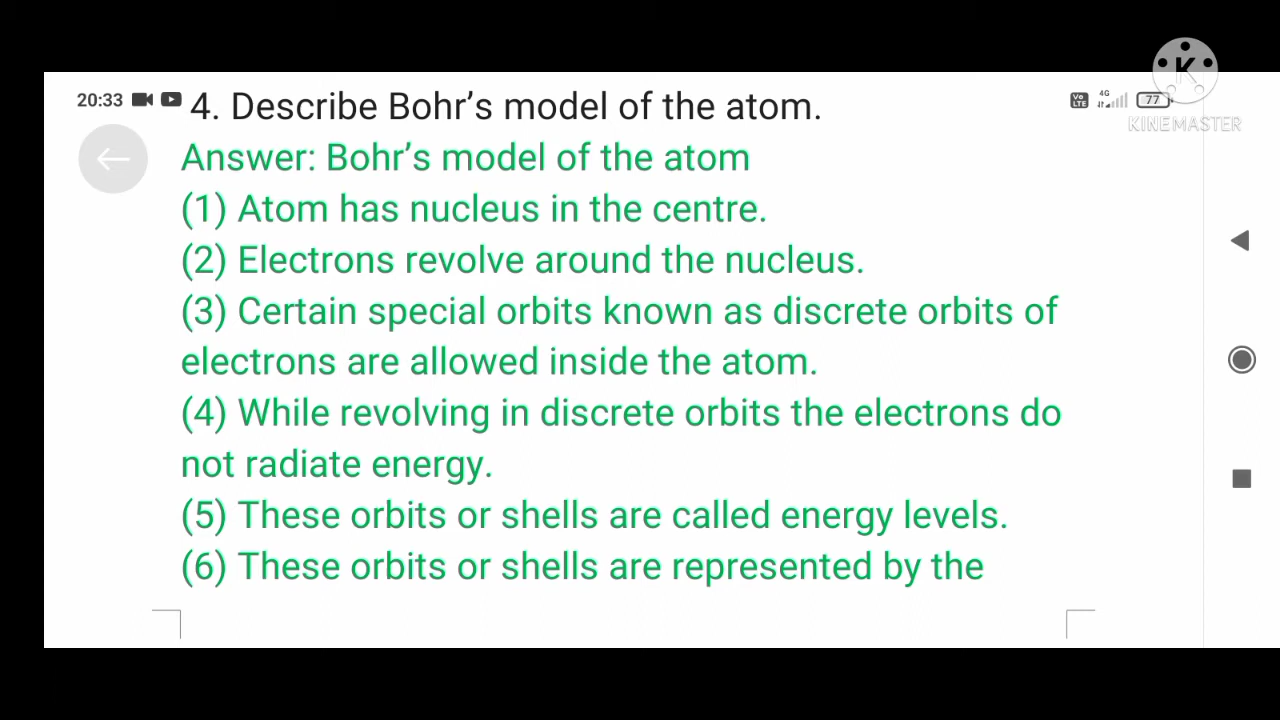 20:33
4. Describe Bohr's model of the atom.
Vo LTE 4G 77
K
KINEMASTER
Answer: Bohr's model of the atom
(1) Atom has nucleus in the centre.
(2) Electrons revolve around the nucleus.
(3) Certain special orbits known as discrete orbits of
electrons are allowed inside the atom.
(4) While revolving in discrete orbits the electrons do
not radiate energy.
(5) These orbits or shells are called energy levels.
(6) These orbits or shells are represented by the